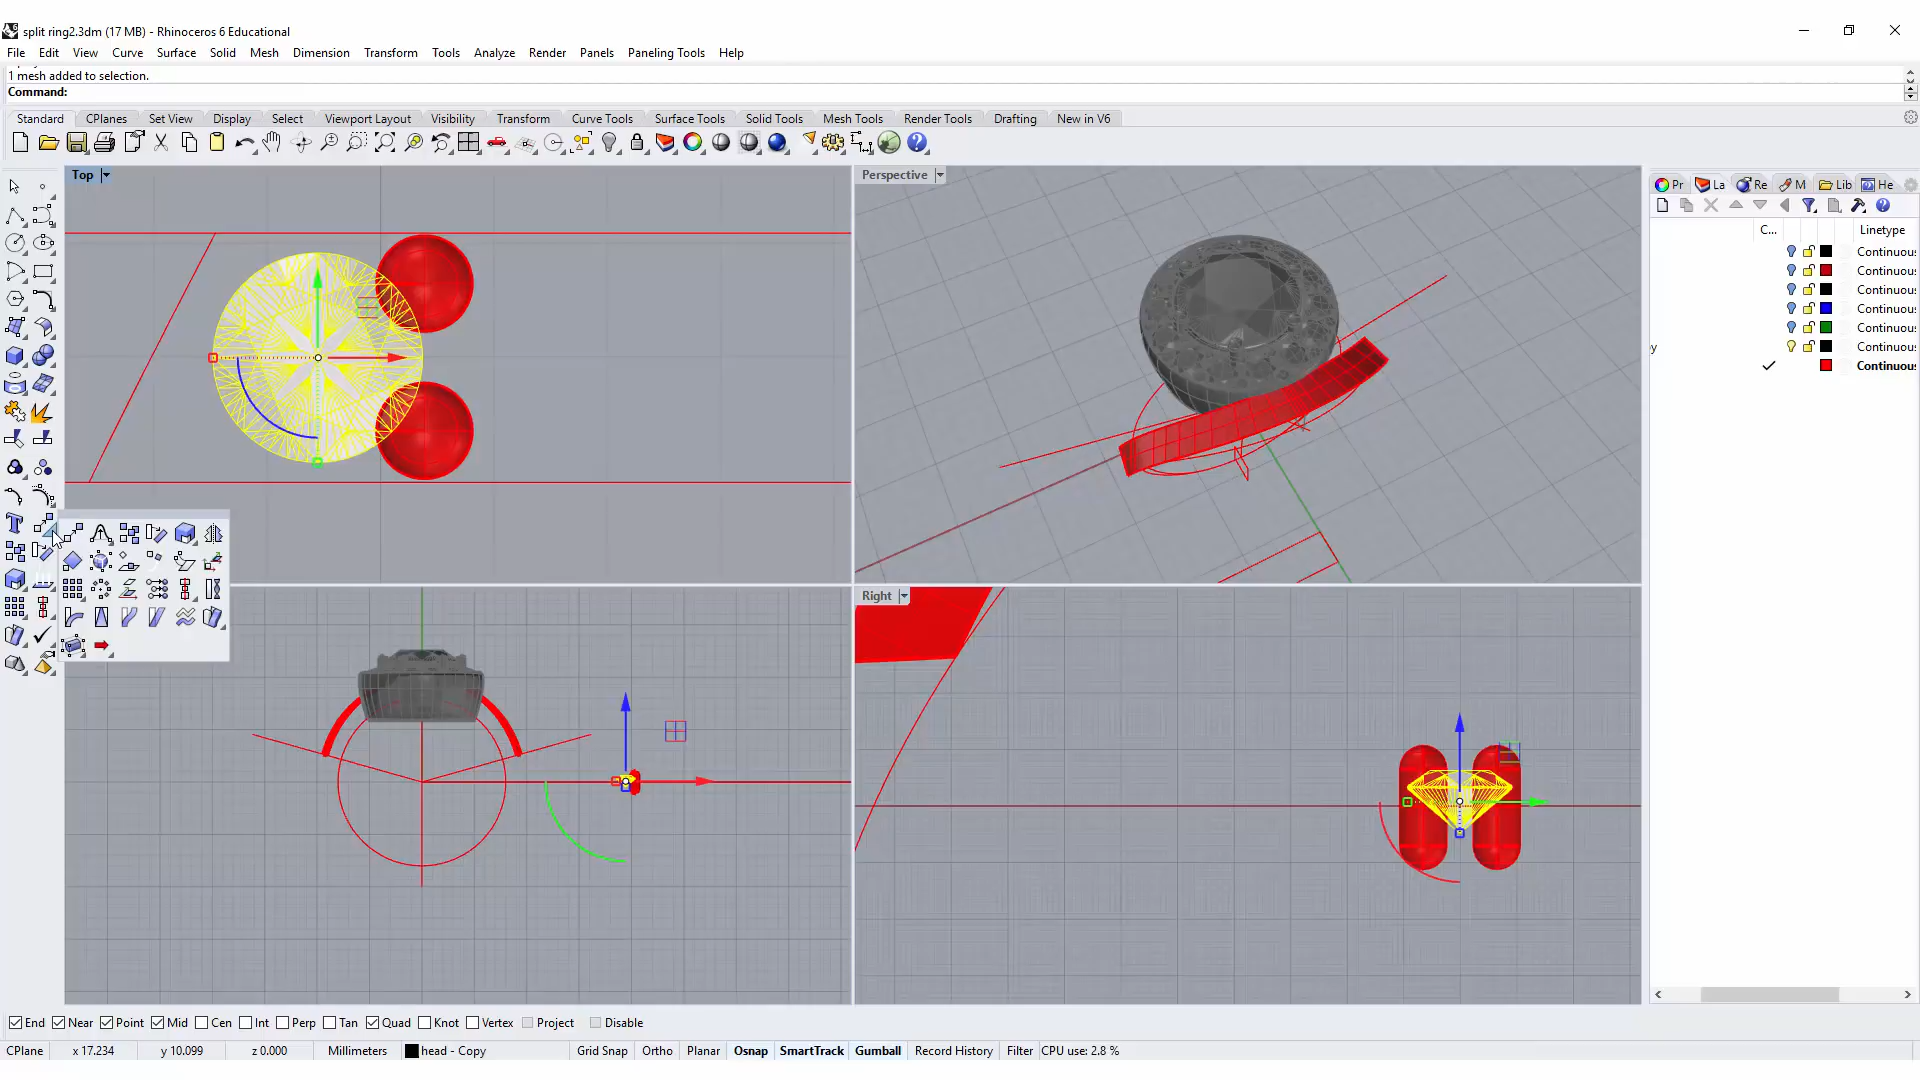 split ring2.3dm (17 MB) - Rhinoceros 6 Educational
File Edit View Curve Surface Solid Mesh Dimension Transform Tools Analyze Render Panels Paneling Tools Help
1 mesh added to selection.
Command:
Standard CPlanes Set View Display Select Viewport Layout Visibility Transform Curve Tools Surface Tools Solid Tools Mesh Tools Render Tools Drafting New in V6
Top Perspective Pr La Re M Lib He
C... Linetype
Continuous
Continuous
Continuous
Continuous
Continuous
y Continuous
Continuous
Right
End Near Point Mid Cen Int Perp Tan Quad Knot Vertex Project Disable
CPlane x 17.234 y 10.099 z 0.000 Millimeters head - Copy Grid Snap Ortho Planar Osnap SmartTrack Gumball Record History Filter CPU use: 2.8 %